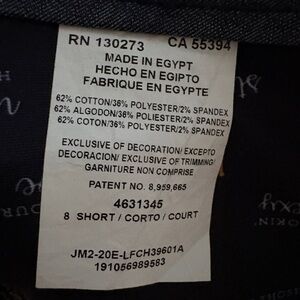 RN 130273 CA 55394
MADE IN EGYPT
HECHO EN EGIPTO
FABRIQUE EN EGYPTE
62% COTTON/36% POLYESTER/2% SPANDEX
62% ALGODON/36% POLIESTER/2% SPANDEX
62% COTON/36% POLYESTER/2% SPANDEX
EXCLUSIVE OF DECORATION/ EXCEPTO
DECORACION/ EXCLUSIVE OF TRIMMING/
GARNITURE NON COMPRISE
PATENT NO. 8,959,665
4631345
8 SHORT / CORTO / COURT
JM2-20E-LFCH39601A
191056989583